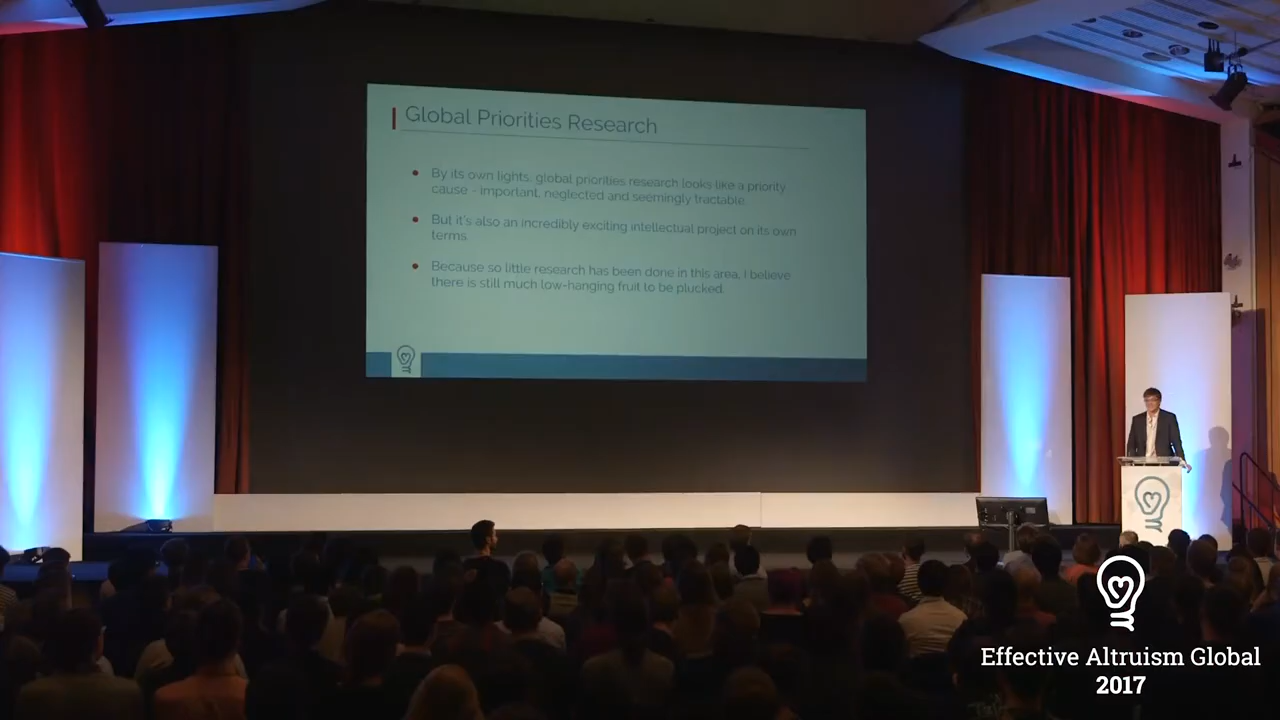 Global Priorities Research
By its own lights, global priorities research looks like a priority
cause - important, neglected and seemingly tractable.
But it's also an incredibly exciting intellectual project on its own
terms
Because so little research has been done in this area, I believe
there is still much low-hanging fruit to be plucked.
Effective Altruism Global
2017